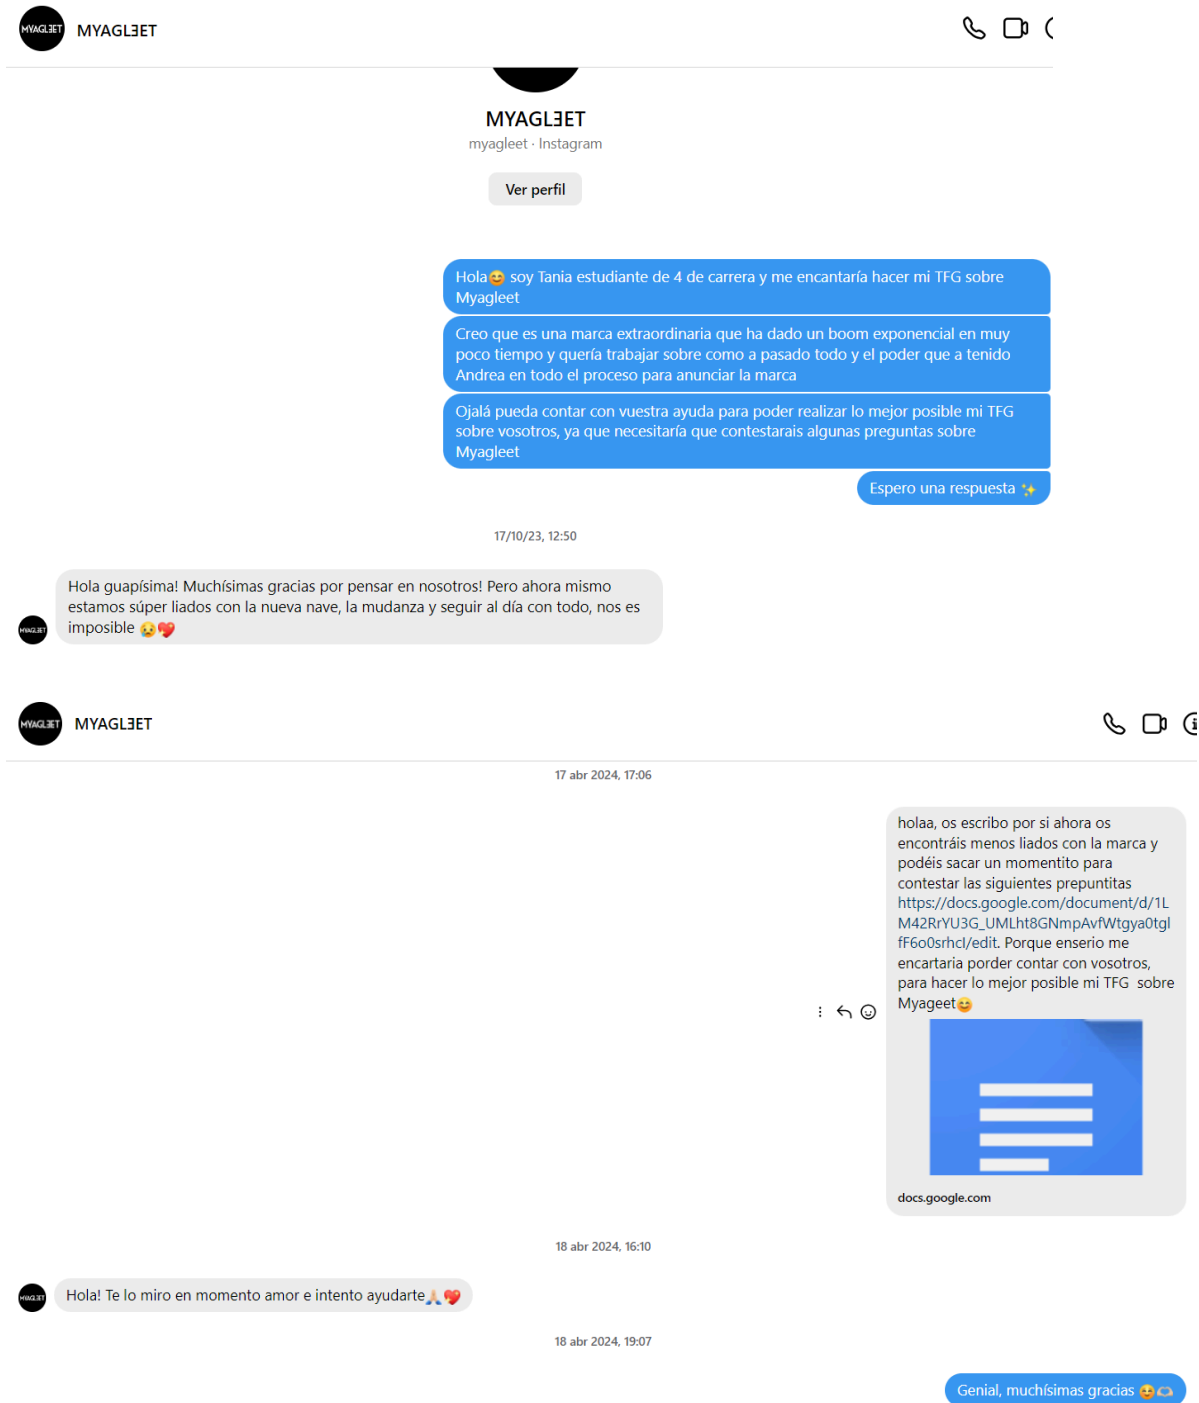 MYAGLƎET
MYAGLƎET
MYAGLƎET
myagleet · Instagram
Ver perfil
Hola😊 soy Tania estudiante de 4 de carrera y me encantaría hacer mi TFG sobre
Myagleet
Creo que es una marca extraordinaria que ha dado un boom exponencial en muy
poco tiempo y quería trabajar sobre como a pasado todo y el poder que a tenido
Andrea en todo el proceso para anunciar la marca
Ojalá pueda contar con vuestra ayuda para poder realizar lo mejor posible mi TFG
sobre vosotros, ya que necesitaría que contestarais algunas preguntas sobre
Myagleet
Espero una respuesta ✨
17/10/23, 12:50
Hola guapísima! Muchísimas gracias por pensar en nosotros! Pero ahora mismo
estamos súper liados con la nueva nave, la mudanza y seguir al día con todo, nos es
imposible 😥💖
MYAGLƎET
MYAGLƎET
MYAGLƎET
17 abr 2024, 17:06
holaa, os escribo por si ahora os
encontráis menos liados con la marca y
podéis sacar un momentito para
contestar las siguientes prepuntitas
https://docs.google.com/document/d/1L
M42RrYU3G_UMLht8GNmpAvfWtgya0tgl
fF6o0srhcI/edit. Porque enserio me
encartaria porder contar con vosotros,
para hacer lo mejor posible mi TFG  sobre
Myageet😊
docs.google.com
18 abr 2024, 16:10
Hola! Te lo miro en momento amor e intento ayudarte🙏🏼💖
MYAGLƎET
18 abr 2024, 19:07
Genial, muchísimas gracias 😉🫶🏼